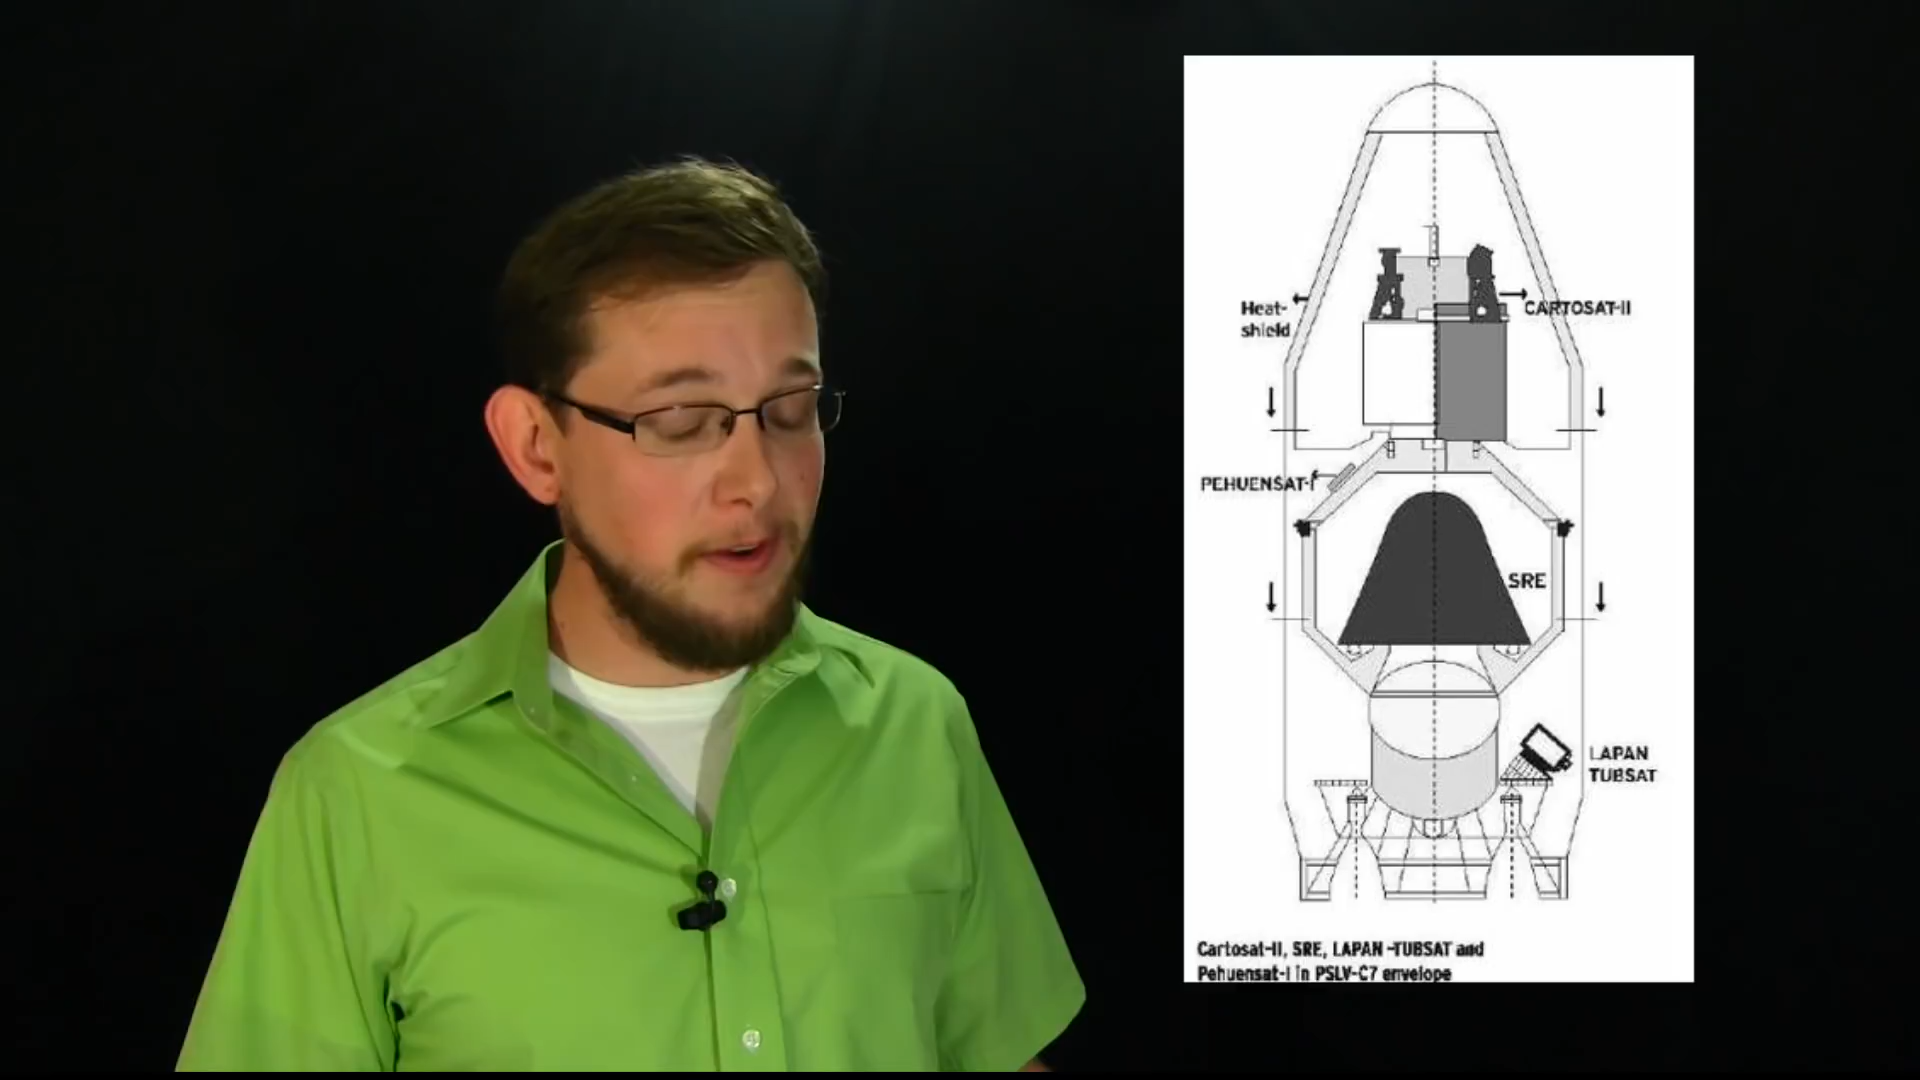 Heat-
shield
CARTOSAT-II
PEHUENSAT-I
SRE
LAPAN
TUBSAT
Cartosat-II, SRE, LAPAN -TUBSAT and
Pehuensat-I in PSLV-C7 envelope